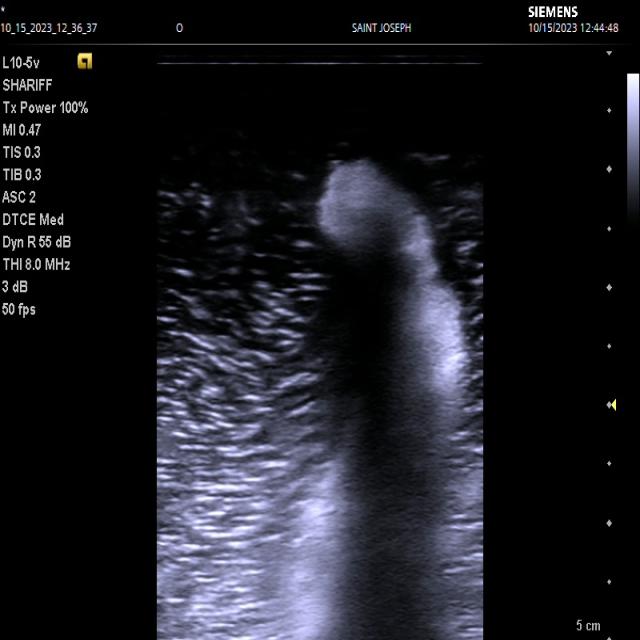 *
SIEMENS
10_15_2023_12_36_37 O SAINT JOSEPH 10/15/2023 12:44:48
L10-5v
SHARIFF
Tx Power 100%
MI 0.47
TIS 0.3
TIB 0.3
ASC 2
DTCE Med
Dyn R 55 dB
THI 8.0 MHz
3 dB
50 fps
5 cm